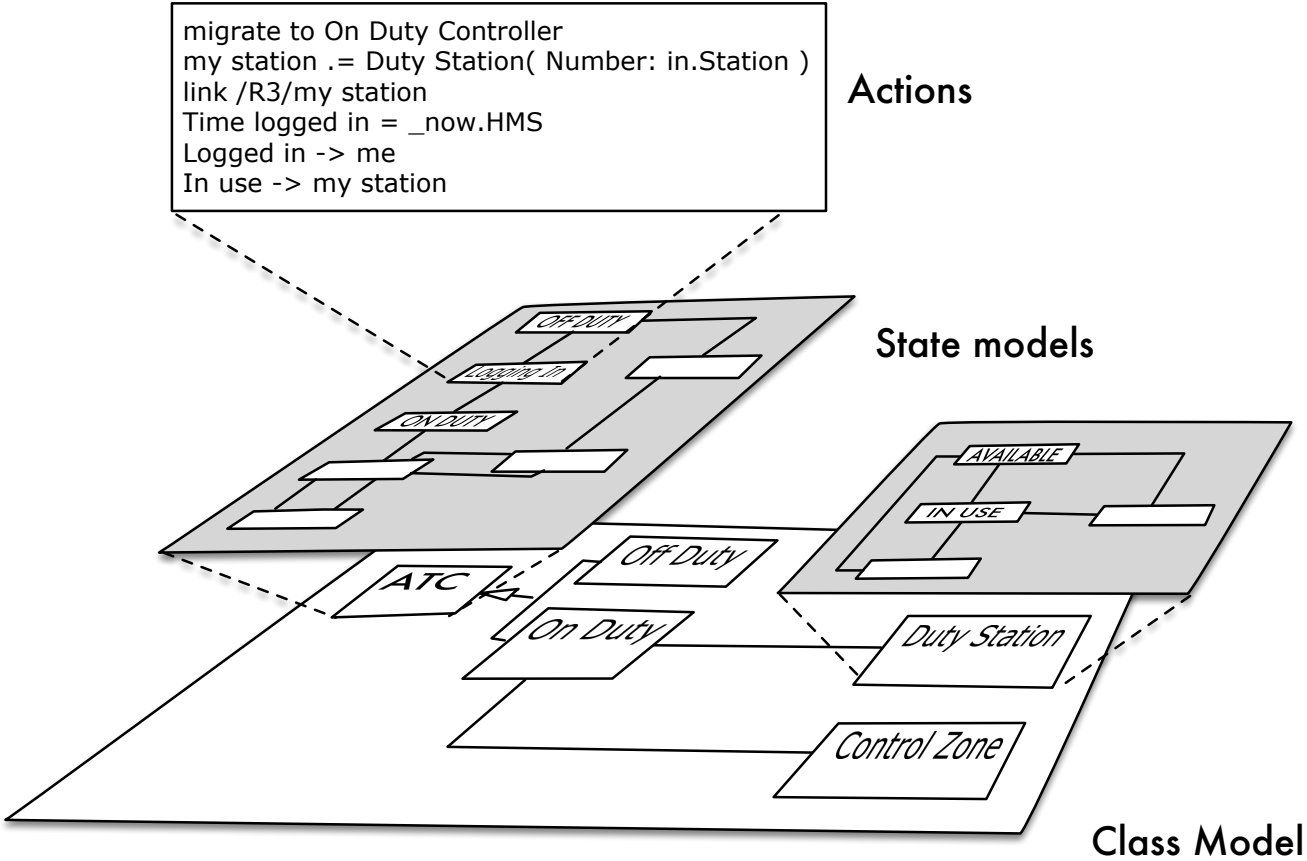 migrate to On Duty Controller
my station .= Duty Station( Number: in.Station )
link /R3/my station
Time logged in = _now.HMS
Logged in -> me
In use -> my station
Actions
OFF DUTY
Logging In
ON DUTY
State models
AVAILABLE
IN USE
ATC
Off Duty
On Duty
Duty Station
Control Zone
Class Model